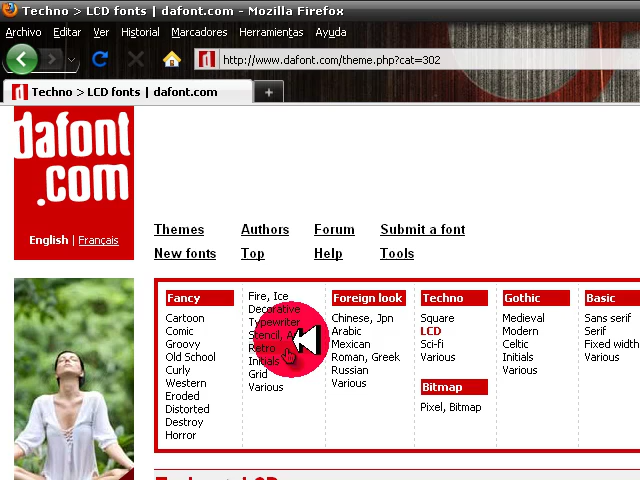 Techno > LCD fonts | dafont.com - Mozilla Firefox
Archivo Editar Ver Historial Marcadores Herramientas Ayuda
http://www.dafont.com/theme.php?cat=302
Techno > LCD fonts | dafont.com
dafont
.com
English | Français
Themes Authors Forum Submit a font
New fonts Top Help Tools
Fancy
Cartoon
Comic
Groovy
Old School
Curly
Western
Eroded
Distorted
Destroy
Horror
Fire, Ice
Decorative
Typewriter
Stencil, A
Retro
Initials
Grid
Various
Foreign look
Chinese, Jpn
Arabic
Mexican
Roman, Greek
Russian
Various
Techno
Square
LCD
Sci-fi
Various
Bitmap
Pixel, Bitmap
Gothic
Medieval
Modern
Celtic
Initials
Various
Basic
Sans serif
Serif
Fixed width
Various